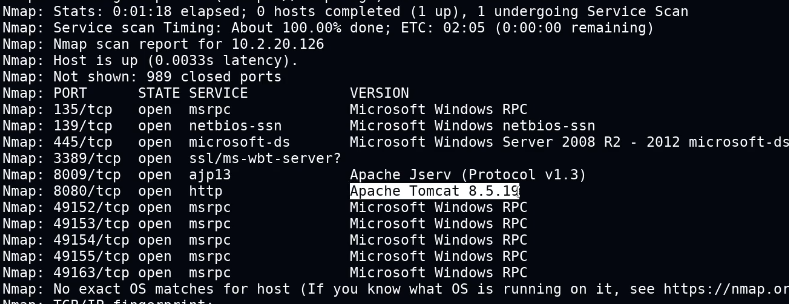 Nmap: Stats: 0:01:18 elapsed; 0 hosts completed (1 up), 1 undergoing Service Scan
Nmap: Service scan Timing: About 100.00% done; ETC: 02:05 (0:00:00 remaining)
Nmap: Nmap scan report for 10.2.20.126
Nmap: Host is up (0.0033s latency).
Nmap: Not shown: 989 closed ports
Nmap: PORT STATE SERVICE VERSION
Nmap: 135/tcp open msrpc Microsoft Windows RPC
Nmap: 139/tcp open netbios-ssn Microsoft Windows netbios-ssn
Nmap: 445/tcp open microsoft-ds Microsoft Windows Server 2008 R2 - 2012 microsoft-ds
Nmap: 3389/tcp open ssl/ms-wbt-server?
Nmap: 8009/tcp open ajp13 Apache Jserv (Protocol v1.3)
Nmap: 8080/tcp open http Apache Tomcat 8.5.19
Nmap: 49152/tcp open msrpc Microsoft Windows RPC
Nmap: 49153/tcp open msrpc Microsoft Windows RPC
Nmap: 49154/tcp open msrpc Microsoft Windows RPC
Nmap: 49155/tcp open msrpc Microsoft Windows RPC
Nmap: 49163/tcp open msrpc Microsoft Windows RPC
Nmap: No exact OS matches for host (If you know what OS is running on it, see https://nmap.or
Nmap: TCP/IP fingerprint: